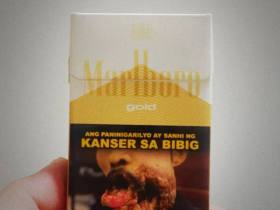 Marlboro
gold
ANG PANINIGARILYO AY SANHI NG
KANSER SA BIBIG